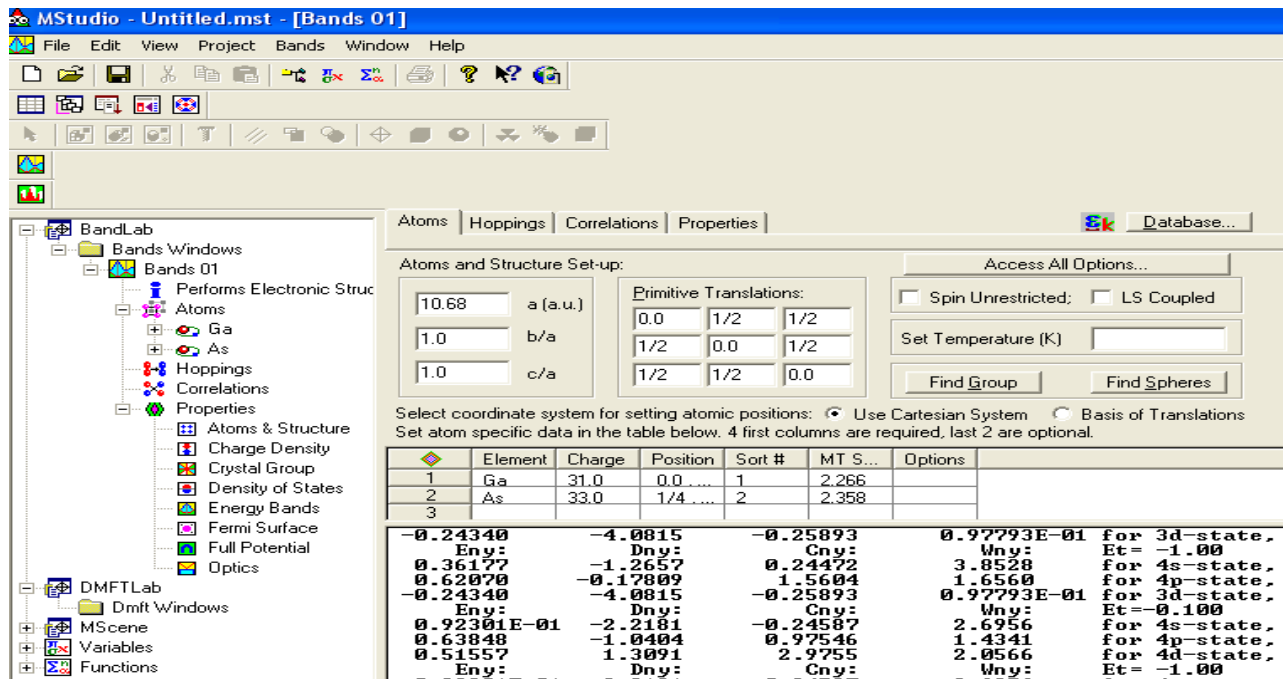 MStudio - Untitled.mst - [Bands 01]
File Edit View Project Bands Window Help
BandLab
Bands Windows
Bands 01
Performs Electronic Struc
Atoms
Ga
As
Hoppings
Correlations
Properties
Atoms & Structure
Charge Density
Crystal Group
Density of States
Energy Bands
Fermi Surface
Full Potential
Optics
DMFTLab
Dmft Windows
MScene
Variables
Functions
Atoms Hoppings Correlations Properties Ek Database...
Atoms and Structure Set-up: Access All Options...
10.68 a (a.u.)
1.0 b/a
1.0 c/a
Primitive Translations:
0.0 1/2 1/2
1/2 0.0 1/2
1/2 1/2 0.0
Spin Unrestricted; LS Coupled
Set Temperature (K)
Find Group Find Spheres
Select coordinate system for setting atomic positions: Use Cartesian System Basis of Translations
Set atom specific data in the table below. 4 first columns are required, last 2 are optional.
Element Charge Position Sort # MT S... Options
1 Ga 31.0 0.0 .... 1 2.266
2 As 33.0 1/4 .... 2 2.358
3
-0.24340 -4.0815 -0.25893 0.97793E-01 for 3d-state,
Eny: Dny: Cny: Wny: Et= -1.00
0.36177 -1.2657 0.24472 3.8528 for 4s-state,
0.62070 -0.17809 1.5604 1.6560 for 4p-state,
-0.24340 -4.0815 -0.25893 0.97793E-01 for 3d-state,
Eny: Dny: Cny: Wny: Et=-0.100
0.92301E-01 -2.2181 -0.24587 2.6956 for 4s-state,
0.63848 -1.0404 0.97546 1.4341 for 4p-state,
0.51557 1.3091 2.9755 2.0566 for 4d-state,
Eny: Dny: Cny: Wny: Et= -1.00